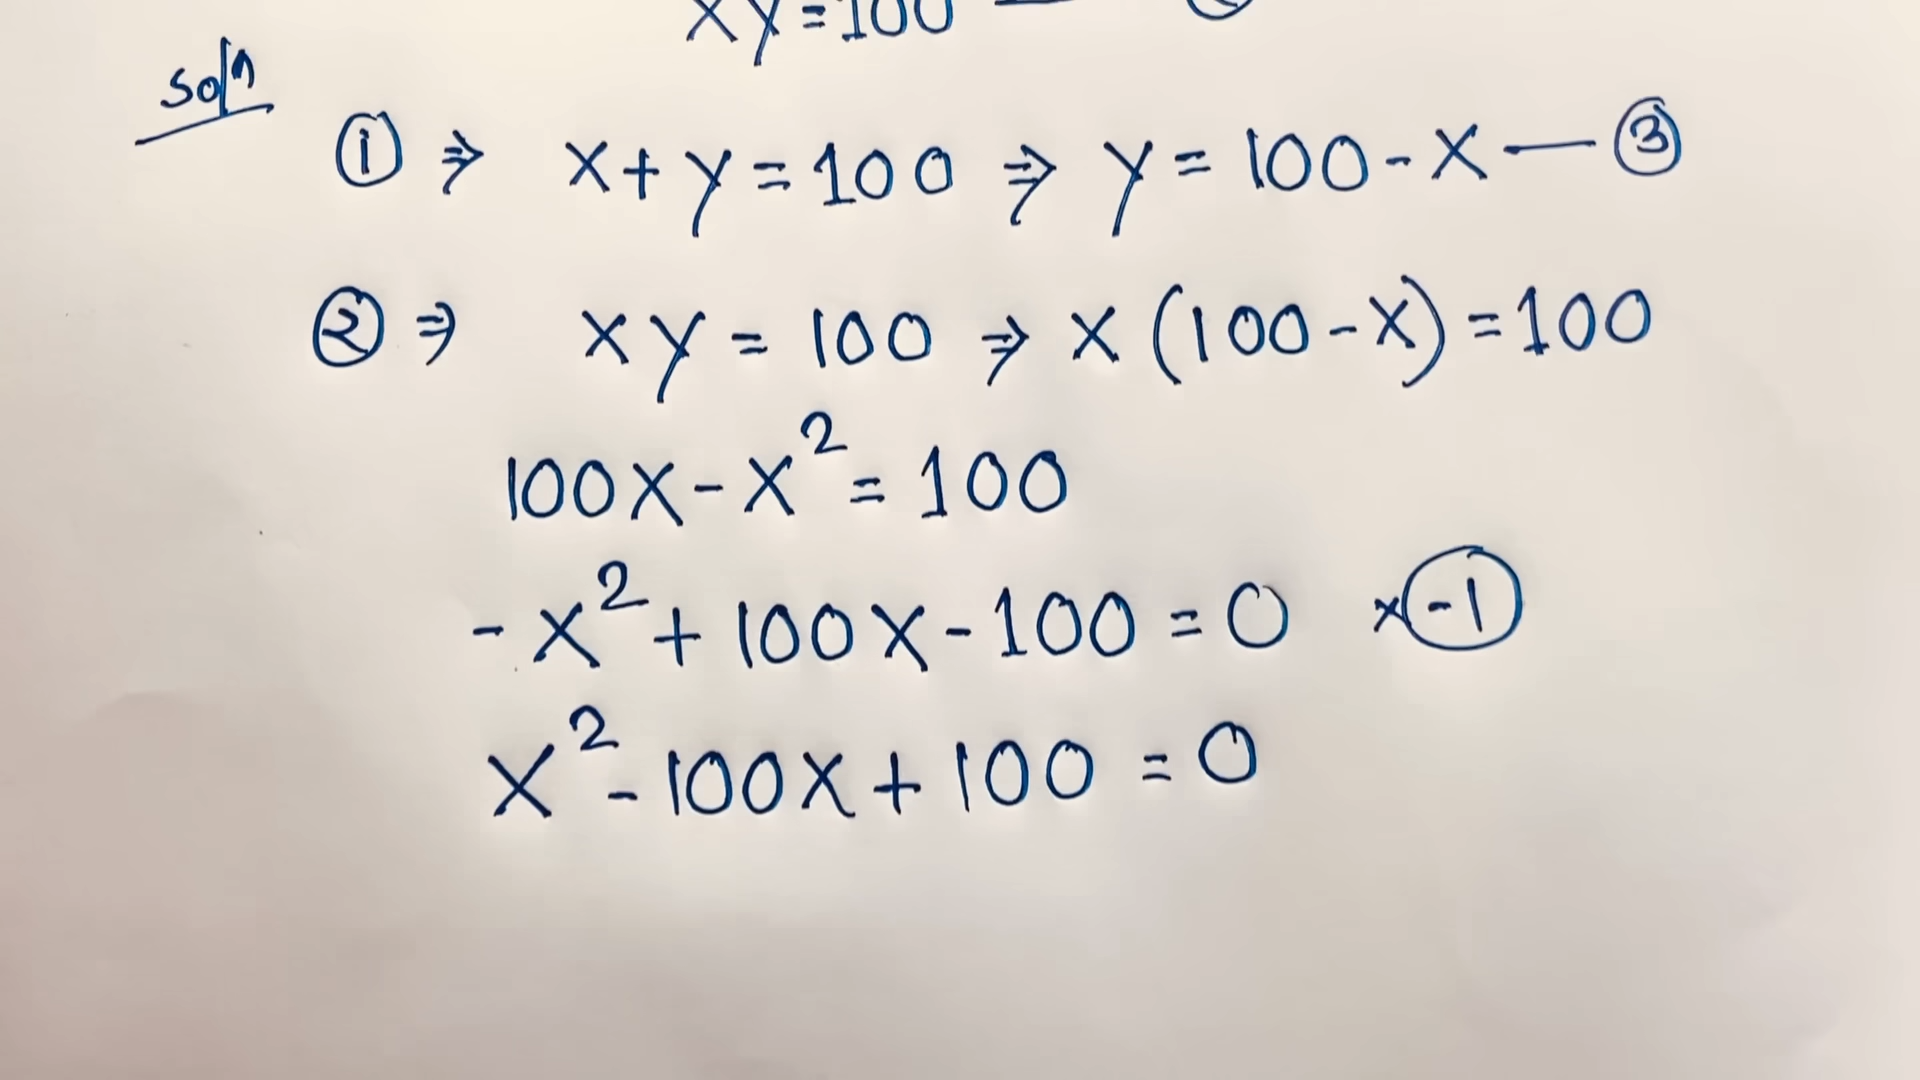 xy = 100 —
Soln
① ⇒ x + y = 100 ⇒ y = 100 - x — ③
② ⇒ xy = 100 ⇒ x (100 - x) = 100
100x - x² = 100
- x² + 100x - 100 = 0 × -1
x² - 100x + 100 = 0